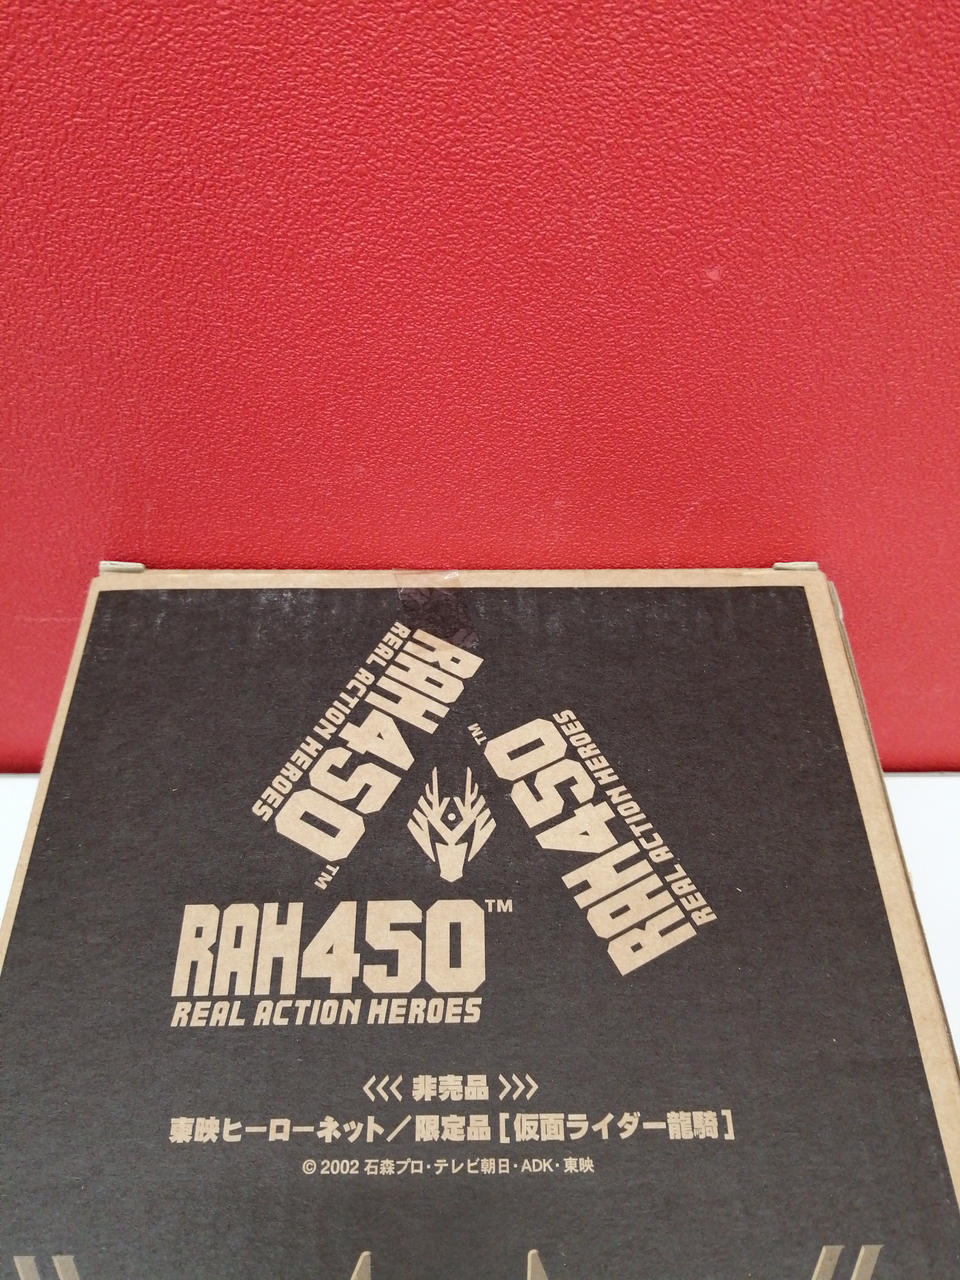 RAH450™
REAL ACTION HEROES
RAH450™
REAL ACTION HEROES
RAH450™
REAL ACTION HEROES
<<< 非売品 >>>
東映ヒーローネット／限定品［仮面ライダー龍騎］
© 2002 石森プロ・テレビ朝日・ADK・東映